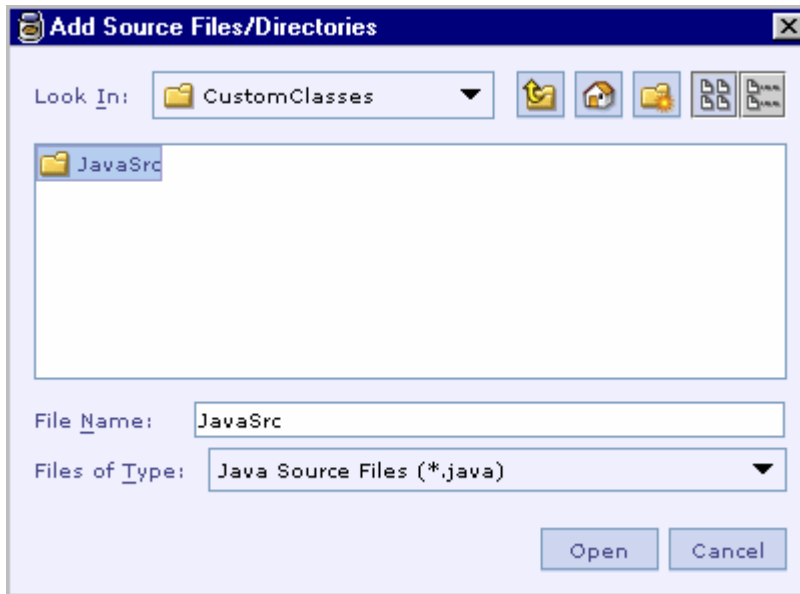 Add Source Files/Directories
Look In: CustomClasses
JavaSrc
File Name: JavaSrc
Files of Type: Java Source Files (*.java)
Open Cancel